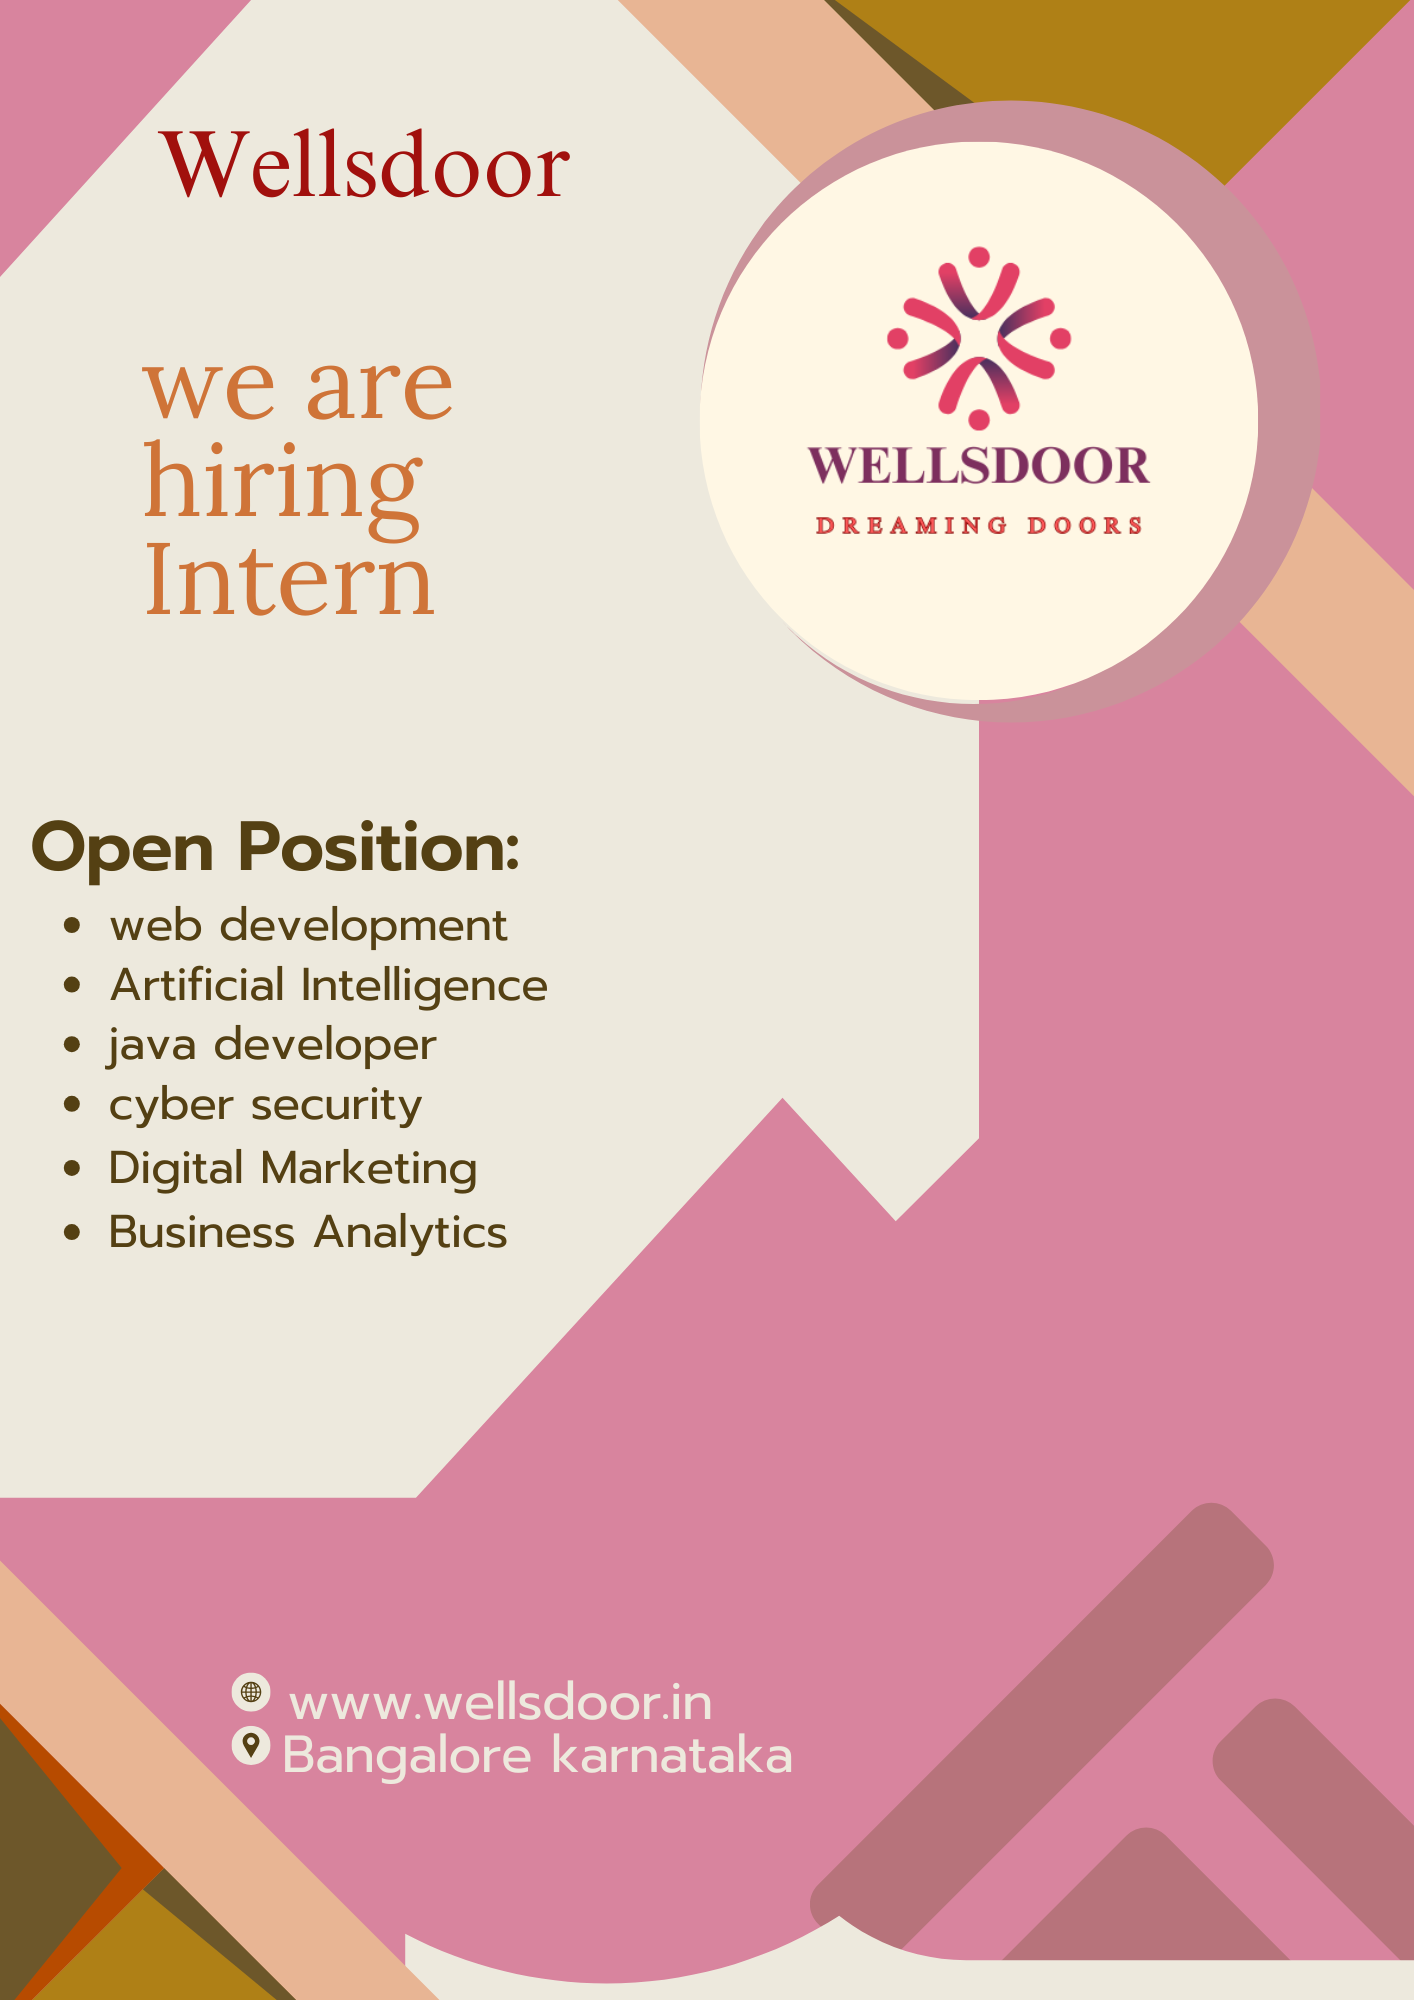 Wellsdoor
we are
hiring
Intern
WELLSDOOR
DREAMING DOORS
Open Position:
web development
Artificial Intelligence
java developer
cyber security
Digital Marketing
Business Analytics
www.wellsdoor.in
Bangalore karnataka